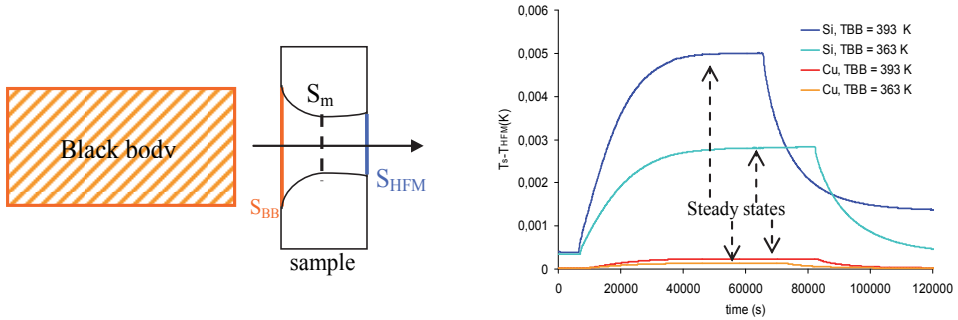 Black body
S_BB
S_m
S_HFM
sample
Si, TBB = 393 K
Si, TBB = 363 K
Cu, TBB = 393 K
Cu, TBB = 363 K
T_S-T_HFM(K)
0,006
0,005
0,004
0,003
0,002
0,001
0
Steady states
0 20000 40000 60000 80000 100000 120000
time (s)